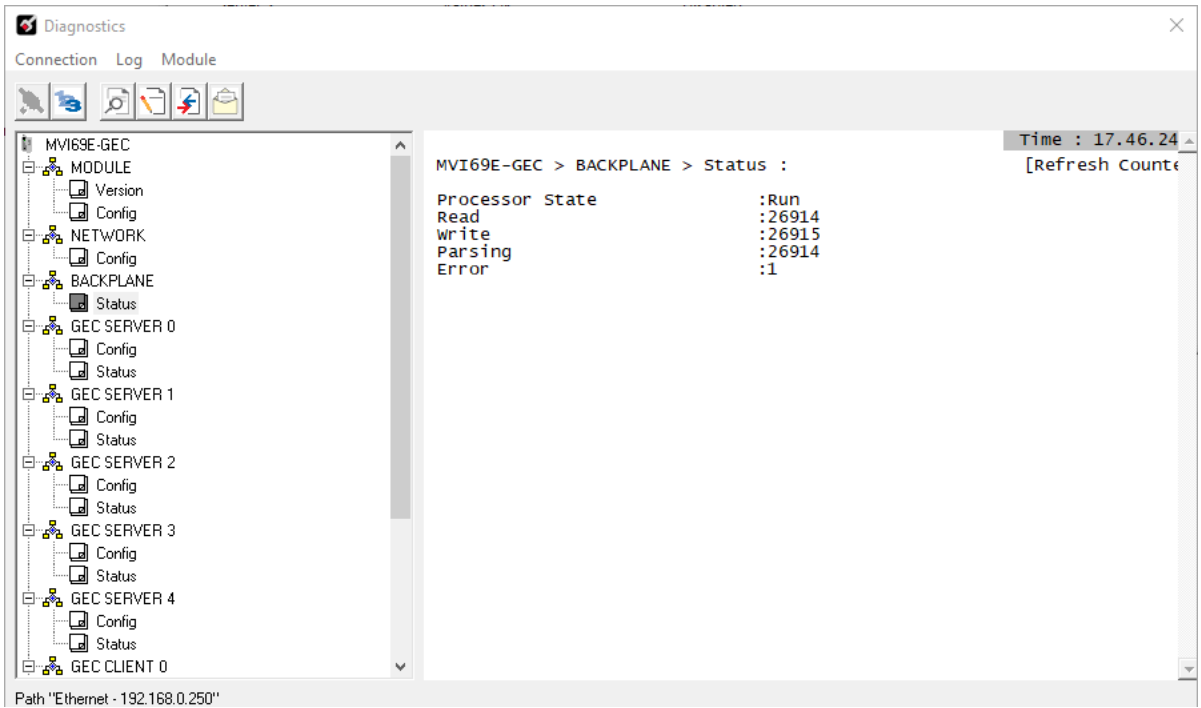 Diagnostics
Connection Log Module
MVI69E-GEC
MODULE
Version
Config
NETWORK
Config
BACKPLANE
Status
GEC SERVER 0
Config
Status
GEC SERVER 1
Config
Status
GEC SERVER 2
Config
Status
GEC SERVER 3
Config
Status
GEC SERVER 4
Config
Status
GEC CLIENT 0
Time : 17.46.24
MVI69E-GEC > BACKPLANE > Status : [Refresh Counte
Processor State :Run
Read :26914
Write :26915
Parsing :26914
Error :1
Path "Ethernet - 192.168.0.250"